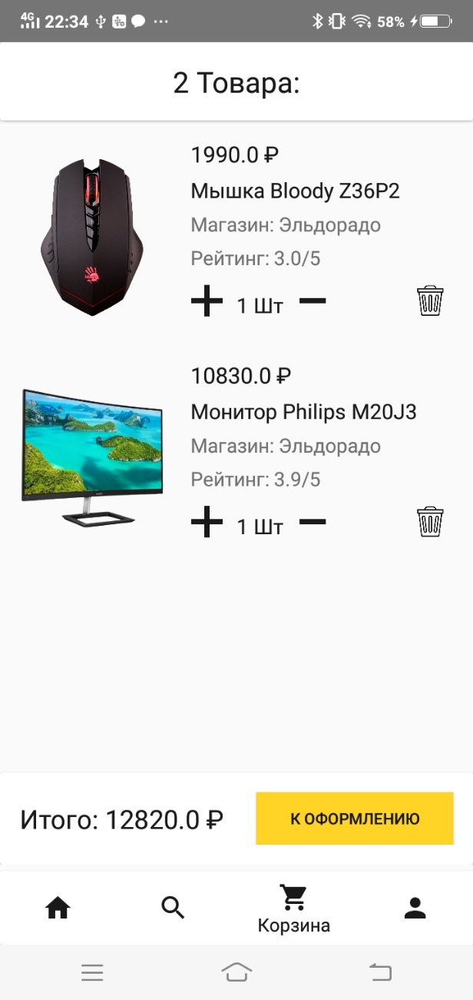 4G 22:34 58%
2 Товара:
1990.0 ₽
Мышка Bloody Z36P2
Магазин: Эльдорадо
Рейтинг: 3.0/5
1 Шт
10830.0 ₽
Монитор Philips M20J3
Магазин: Эльдорадо
Рейтинг: 3.9/5
1 Шт
Итого: 12820.0 ₽
К ОФОРМЛЕНИЮ
Корзина